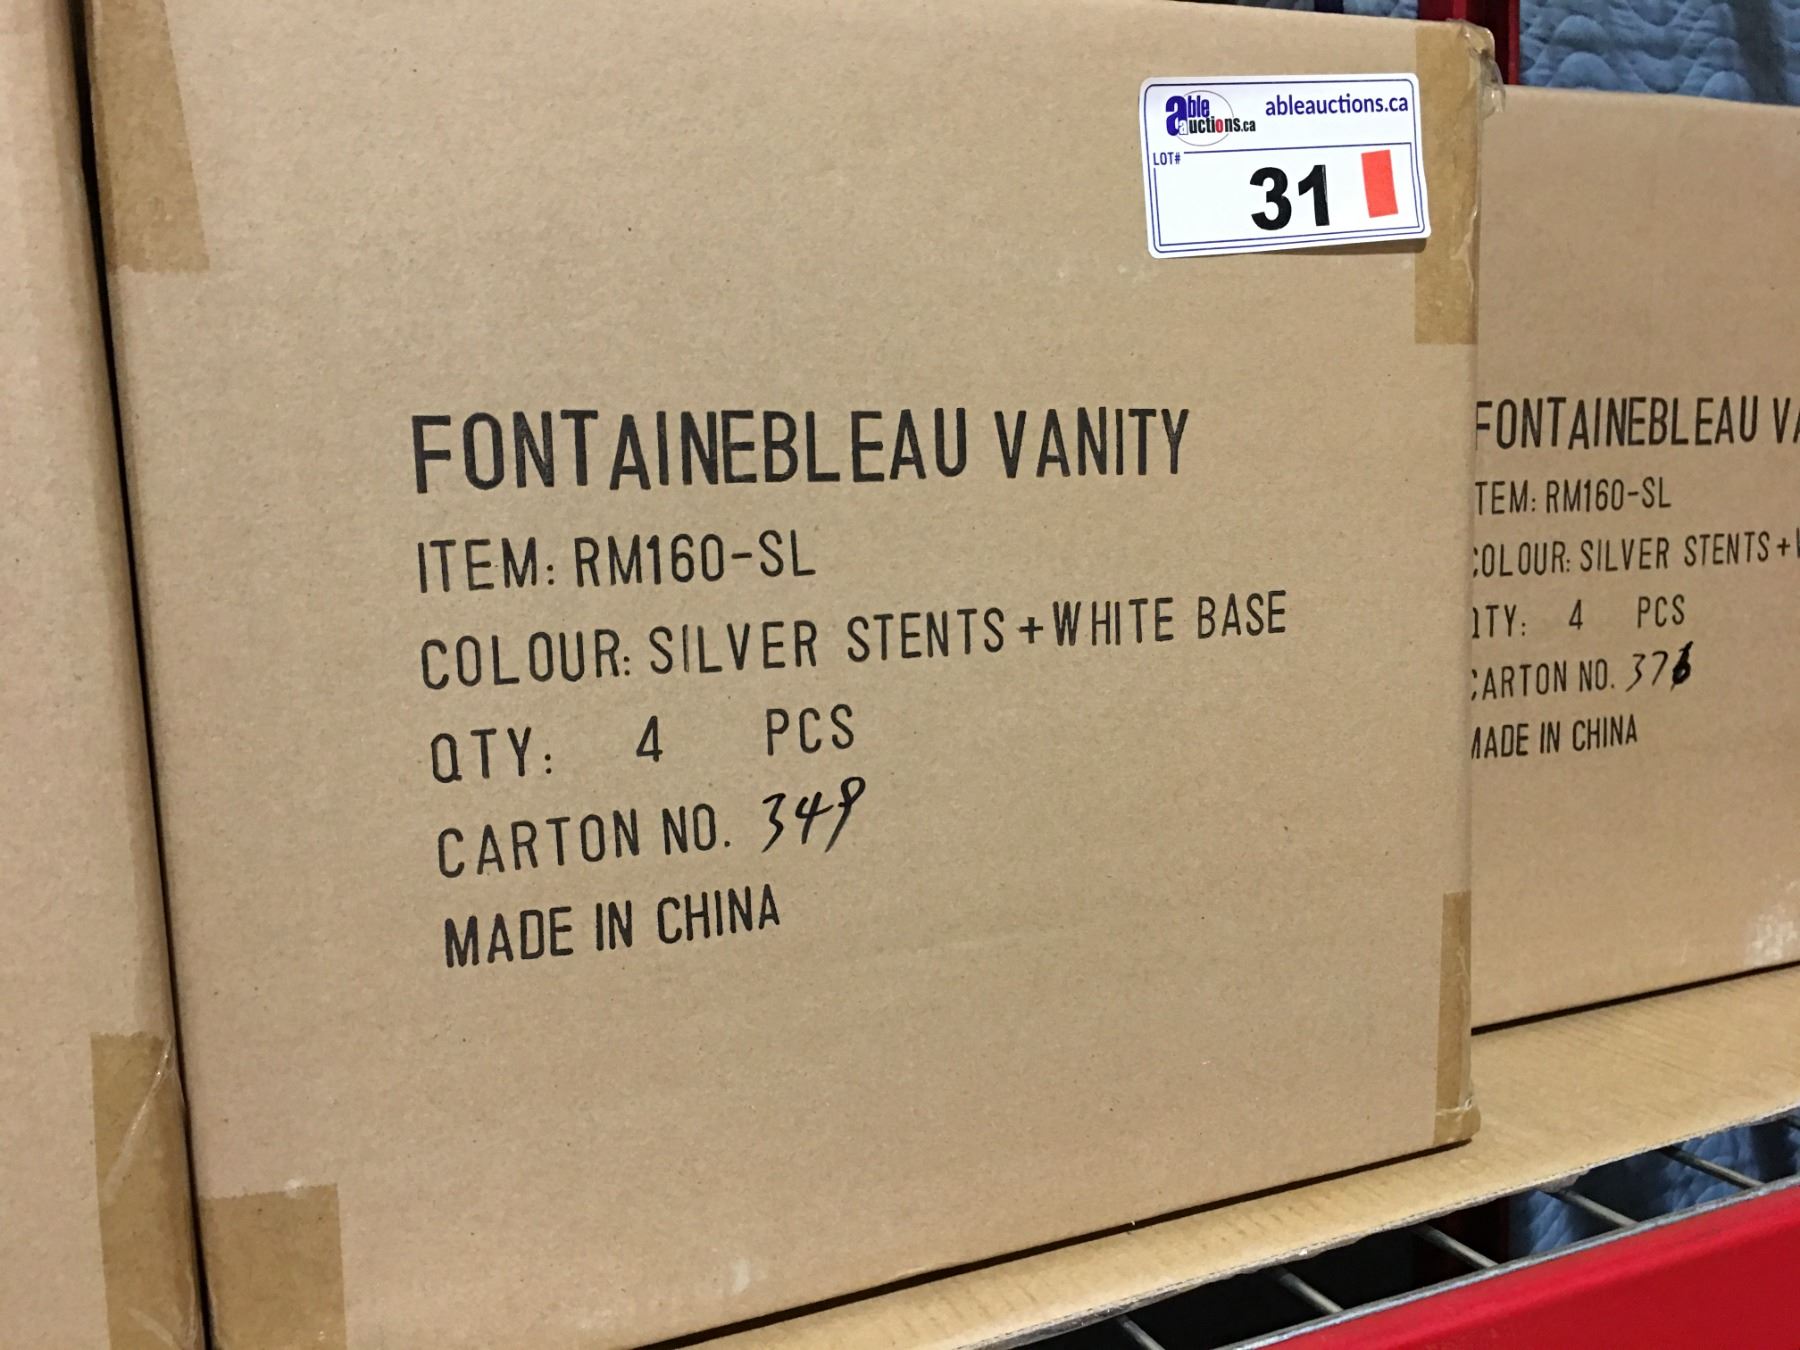 able auctions.ca
ableauctions.ca
LOT#
31
FONTAINEBLEAU VANITY
ITEM: RM160-SL
COLOUR: SILVER STENTS + WHITE BASE
QTY: 4 PCS
CARTON NO. 349
MADE IN CHINA
FONTAINEBLEAU VA
TEM: RM160-SL
COLOUR: SILVER STENTS +
QTY: 4 PCS
CARTON NO. 376
MADE IN CHINA